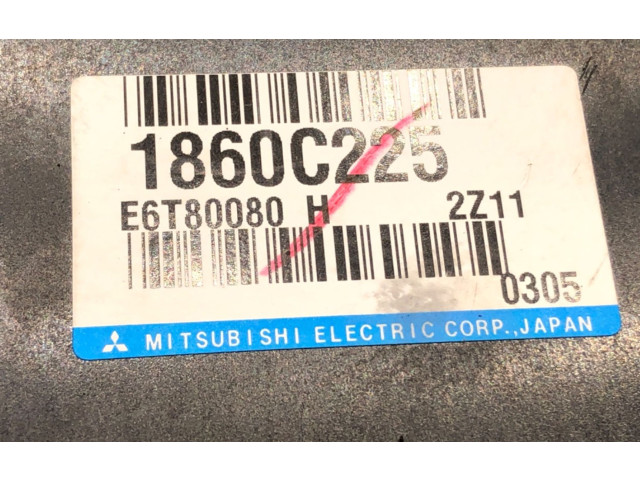 1860C225
E6T80080 H 2Z11
0305
MITSUBISHI ELECTRIC CORP., JAPAN